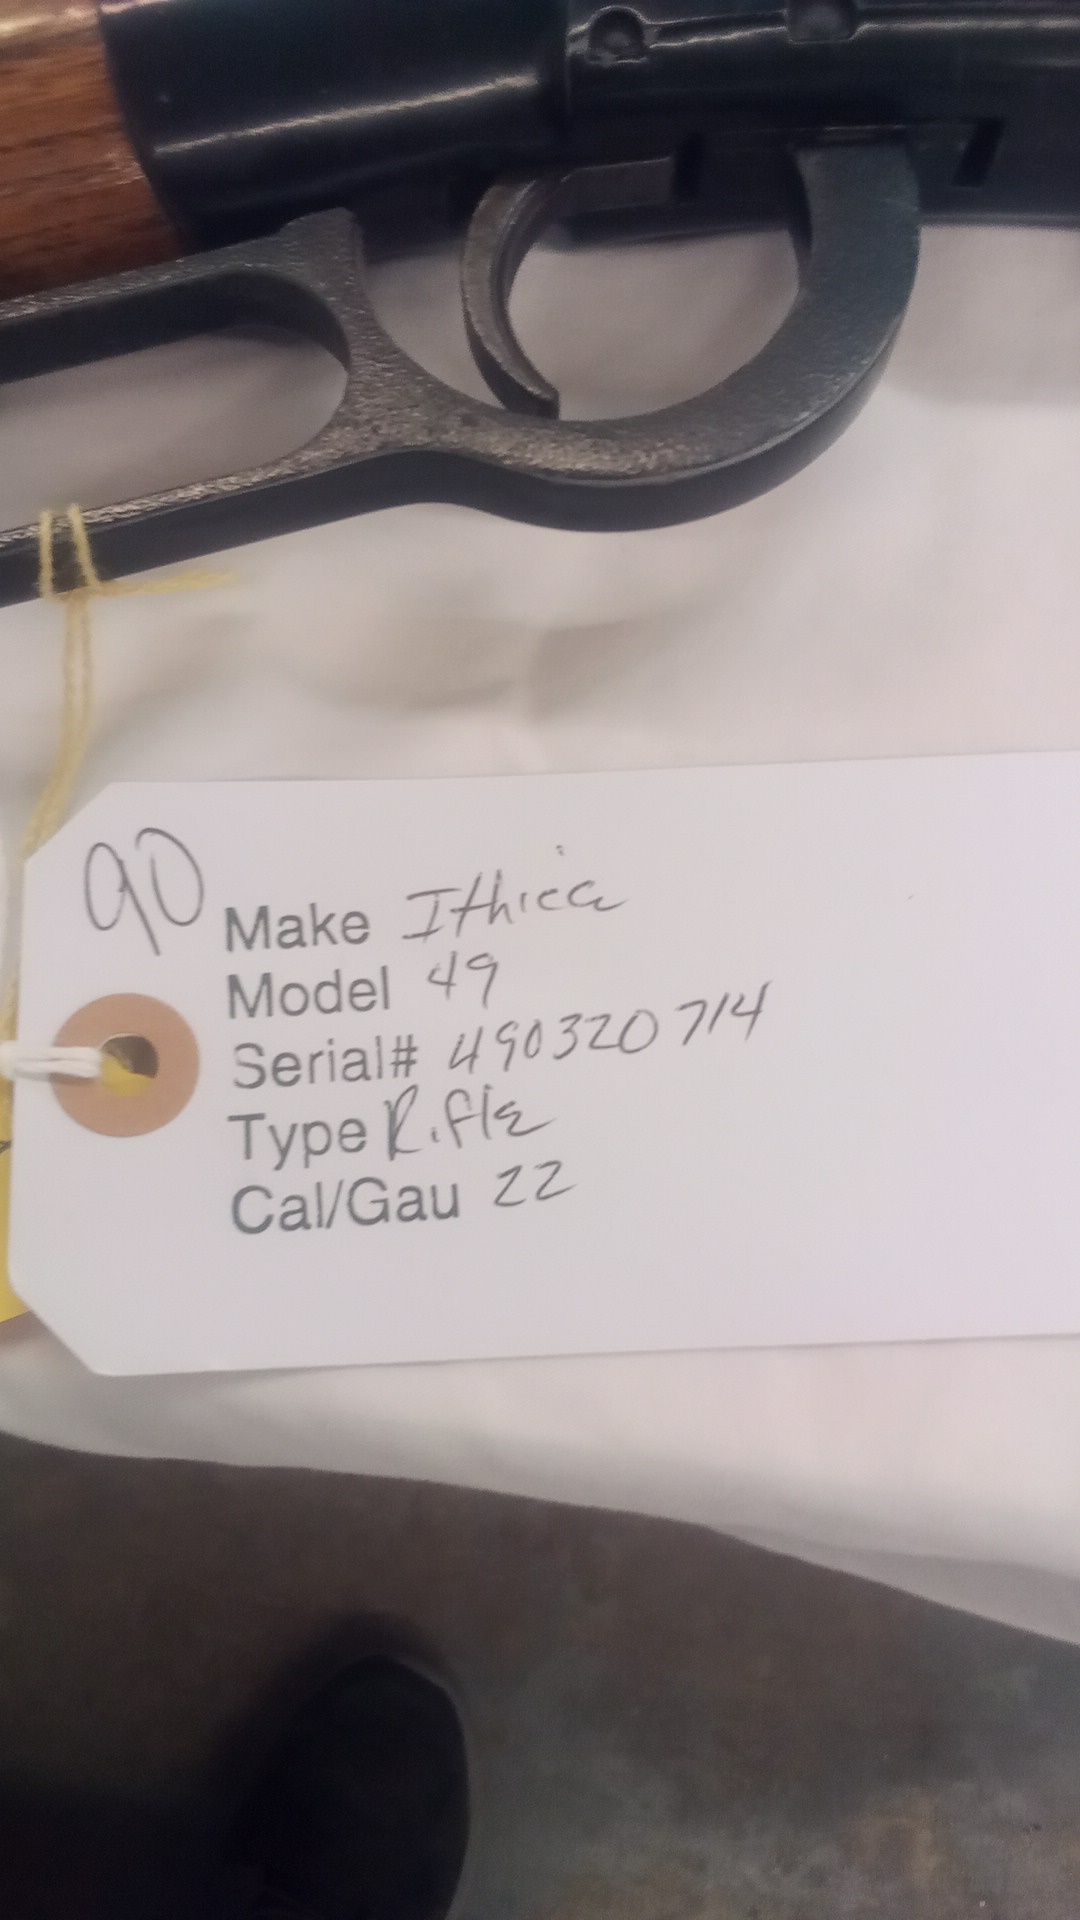 90
Make Ithica
Model 49
Serial# 490320714
Type Rifle
Cal/Gau 22